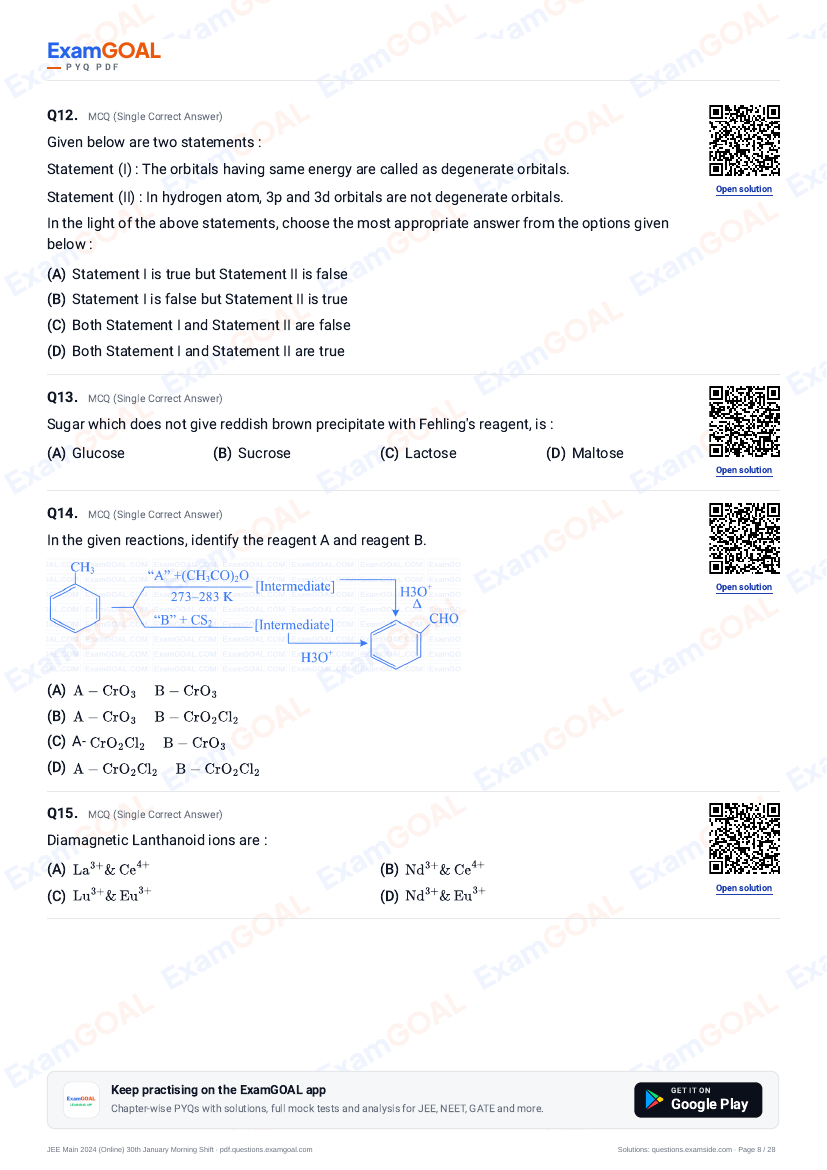 ExamGOAL
PYQ PDF
Q12. MCQ (Single Correct Answer)
Given below are two statements :
Statement (I) : The orbitals having same energy are called as degenerate orbitals.
Statement (II) : In hydrogen atom, 3p and 3d orbitals are not degenerate orbitals.
In the light of the above statements, choose the most appropriate answer from the options given
below :
(A) Statement I is true but Statement II is false
(B) Statement I is false but Statement II is true
(C) Both Statement I and Statement II are false
(D) Both Statement I and Statement II are true
Open solution
Q13. MCQ (Single Correct Answer)
Sugar which does not give reddish brown precipitate with Fehling's reagent, is :
(A) Glucose (B) Sucrose (C) Lactose (D) Maltose
Open solution
Q14. MCQ (Single Correct Answer)
In the given reactions, identify the reagent A and reagent B.
CH₃
"A" +(CH₃CO)₂O
273–283 K
[Intermediate]
H3O⁺
Δ
"B" + CS₂
[Intermediate]
H3O⁺
CHO
(A) A − CrO₃ B − CrO₃
(B) A − CrO₃ B − CrO₂Cl₂
(C) A- CrO₂Cl₂ B − CrO₃
(D) A − CrO₂Cl₂ B − CrO₂Cl₂
Open solution
Q15. MCQ (Single Correct Answer)
Diamagnetic Lanthanoid ions are :
(A) La³⁺& Ce⁴⁺ (B) Nd³⁺& Ce⁴⁺
(C) Lu³⁺& Eu³⁺ (D) Nd³⁺& Eu³⁺
Open solution
ExamGOAL
Keep practising on the ExamGOAL app
Chapter-wise PYQs with solutions, full mock tests and analysis for JEE, NEET, GATE and more.
GET IT ON
Google Play
JEE Main 2024 (Online) 30th January Morning Shift · pdf.questions.examgoal.com
Solutions: questions.examside.com · Page 8 / 28